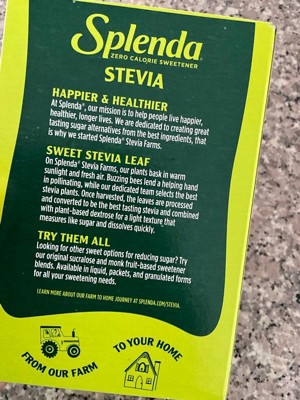 Splenda®
ZERO CALORIE SWEETENER
STEVIA
HAPPIER & HEALTHIER
At Splenda®, our mission is to help people live happier,
healthier, longer lives. We are dedicated to creating great
tasting sugar alternatives from the best ingredients, that
is why we started Splenda® Stevia Farms.
SWEET STEVIA LEAF
On Splenda® Stevia Farms, our plants bask in warm
sunlight and fresh air. Buzzing bees lend a helping hand
in pollinating, while our dedicated team selects the best
stevia plants. Once harvested, the leaves are processed
and converted to be the best tasting stevia and combined
with plant-based dextrose for a light texture that
measures like sugar and dissolves quickly.
TRY THEM ALL
Looking for other sweet options for reducing sugar? Try
our original sucralose and monk fruit-based sweetener
blends. Available in liquid, packets, and granulated forms
for all your sweetening needs.
LEARN MORE ABOUT OUR FARM TO HOME JOURNEY AT SPLENDA.COM/STEVIA.
FROM OUR FARM
TO YOUR HOME